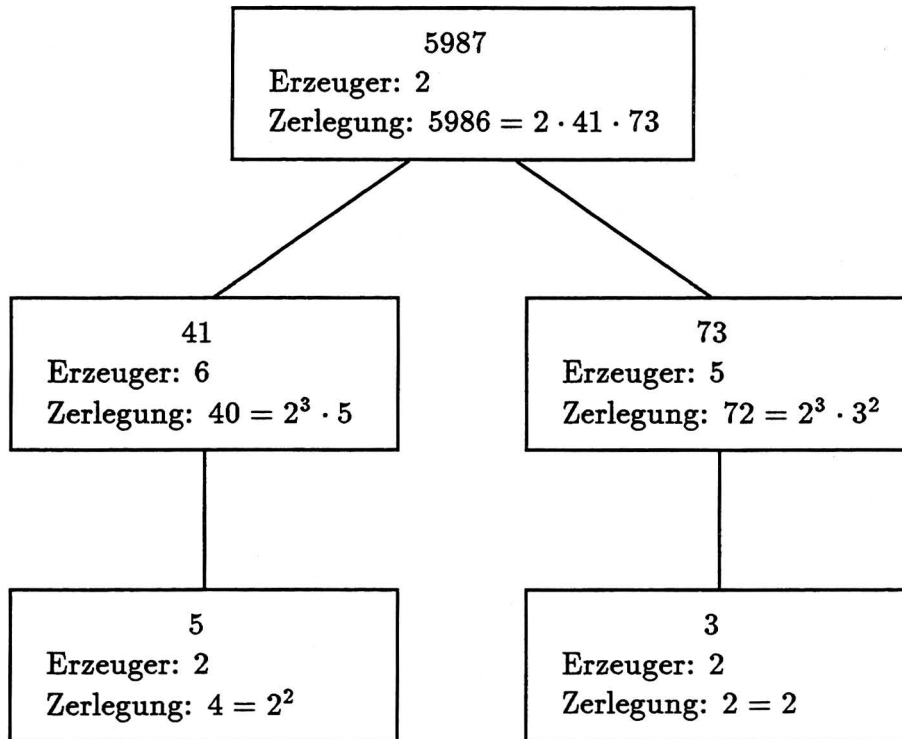 5987
Erzeuger: 2
Zerlegung: 5986 = 2 · 41 · 73
41
Erzeuger: 6
Zerlegung: 40 = 2³ · 5
73
Erzeuger: 5
Zerlegung: 72 = 2³ · 3²
5
Erzeuger: 2
Zerlegung: 4 = 2²
3
Erzeuger: 2
Zerlegung: 2 = 2